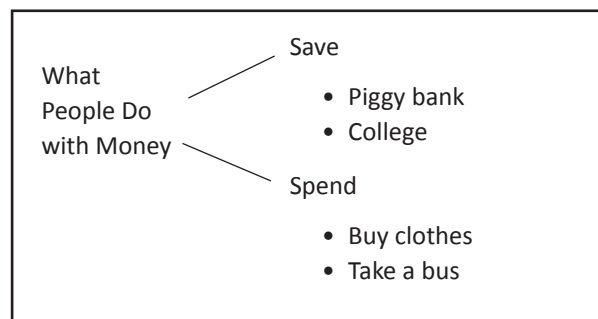 What
People Do
with Money
Save
• Piggy bank
• College
Spend
• Buy clothes
• Take a bus